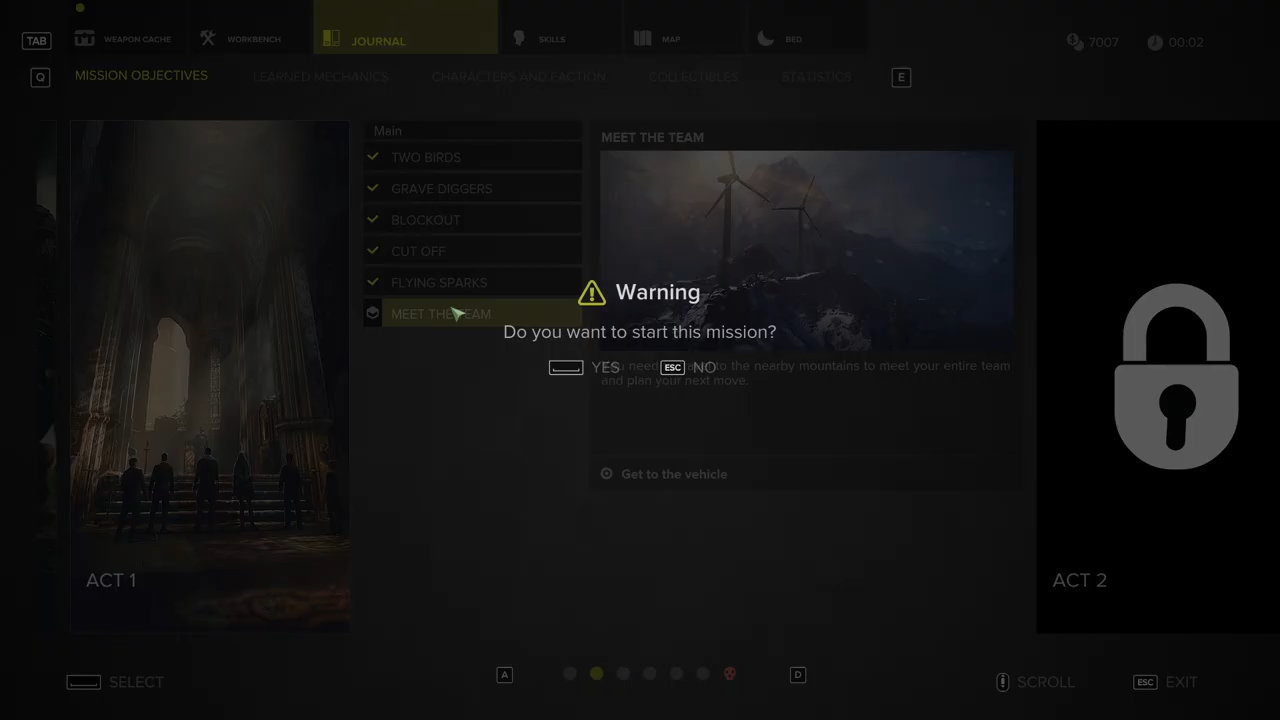 TAB
WEAPON CACHE
WORKBENCH
JOURNAL
SKILLS
MAP
BED
7007
00:02
Q
MISSION OBJECTIVES
LEARNED MECHANICS
CHARACTERS AND FACTION
COLLECTIBLES
STATISTICS
E
Main
TWO BIRDS
GRAVE DIGGERS
BLOCKOUT
CUT OFF
FLYING SPARKS
MEET THE TEAM
MEET THE TEAM
Warning
Do you want to start this mission?
YES
ESC NO
You need to to the nearby mountains to meet your entire team
and plan your next move.
Get to the vehicle
ACT 1
ACT 2
SELECT
A
D
SCROLL
ESC EXIT